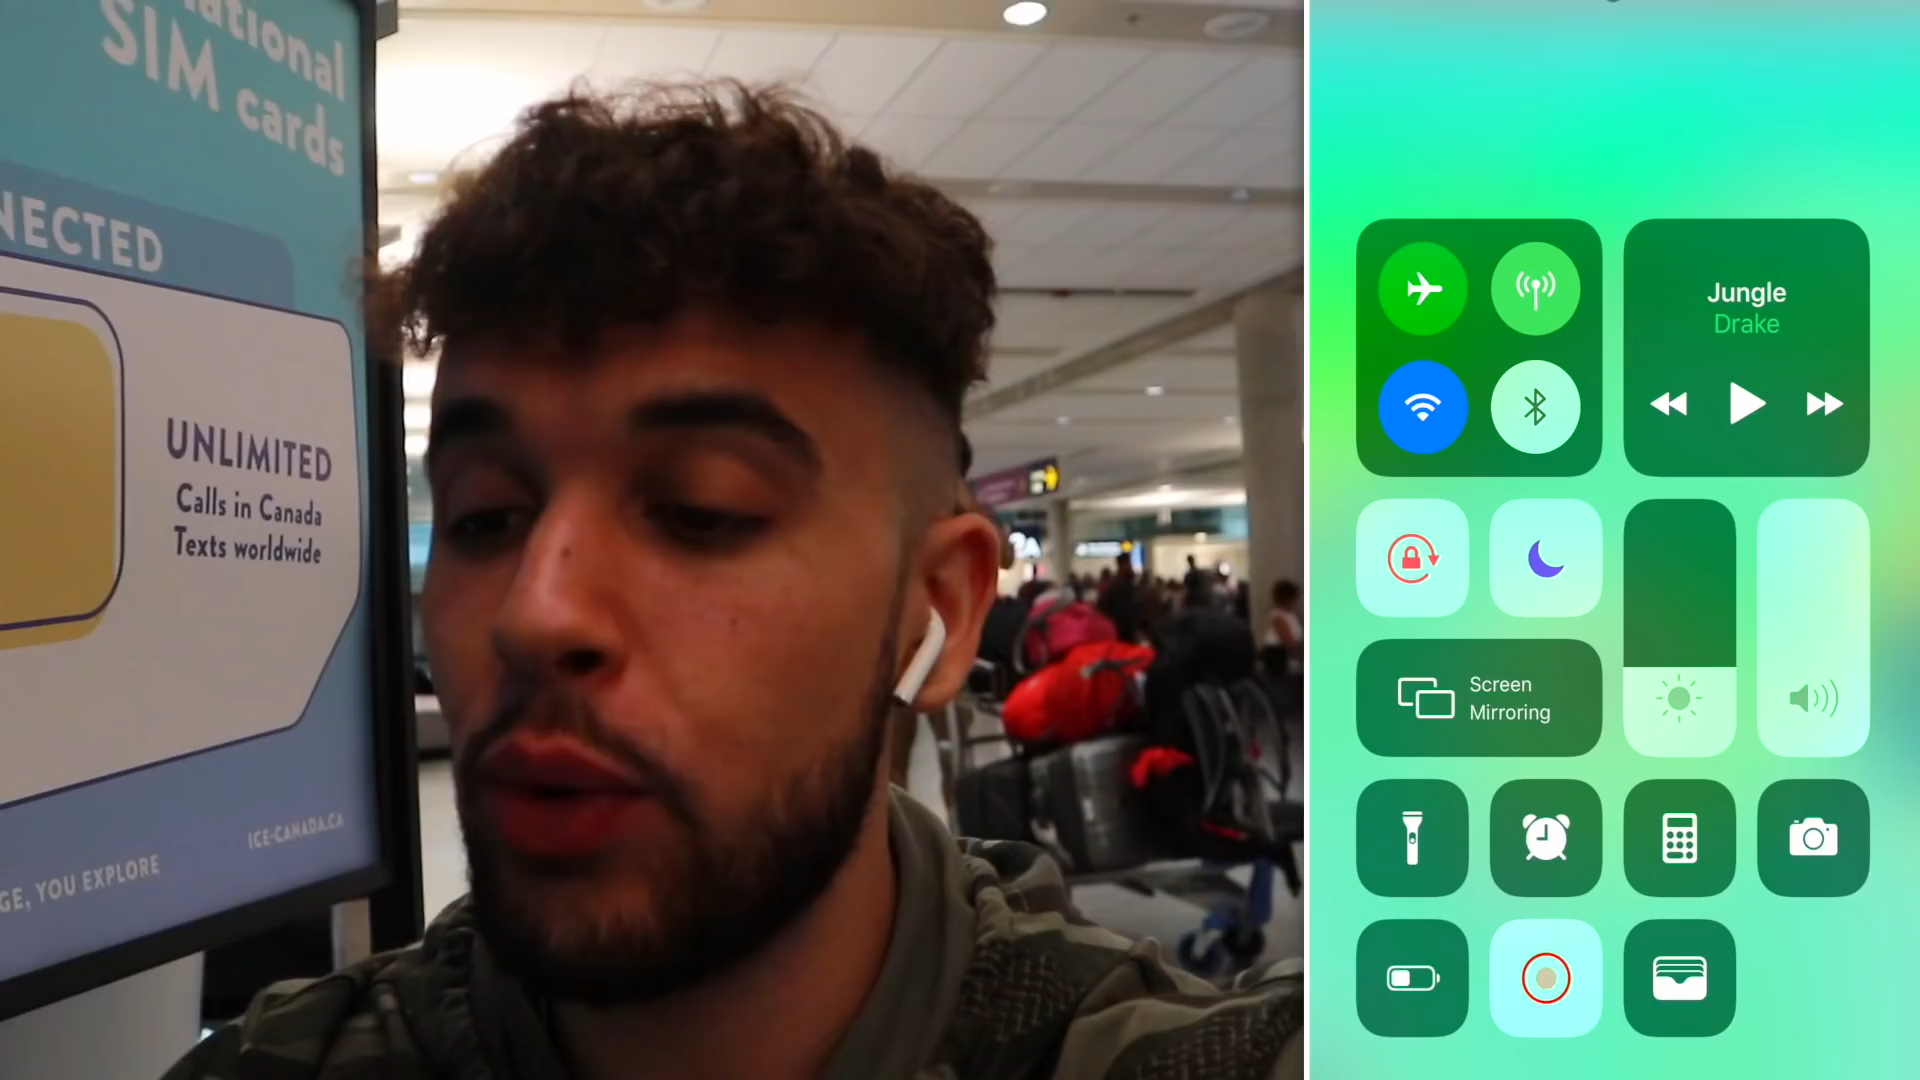 national
SIM cards
NECTED
UNLIMITED
Calls in Canada
Texts worldwide
ICE-CANADA.CA
GE, YOU EXPLORE
Jungle
Drake
Screen
Mirroring